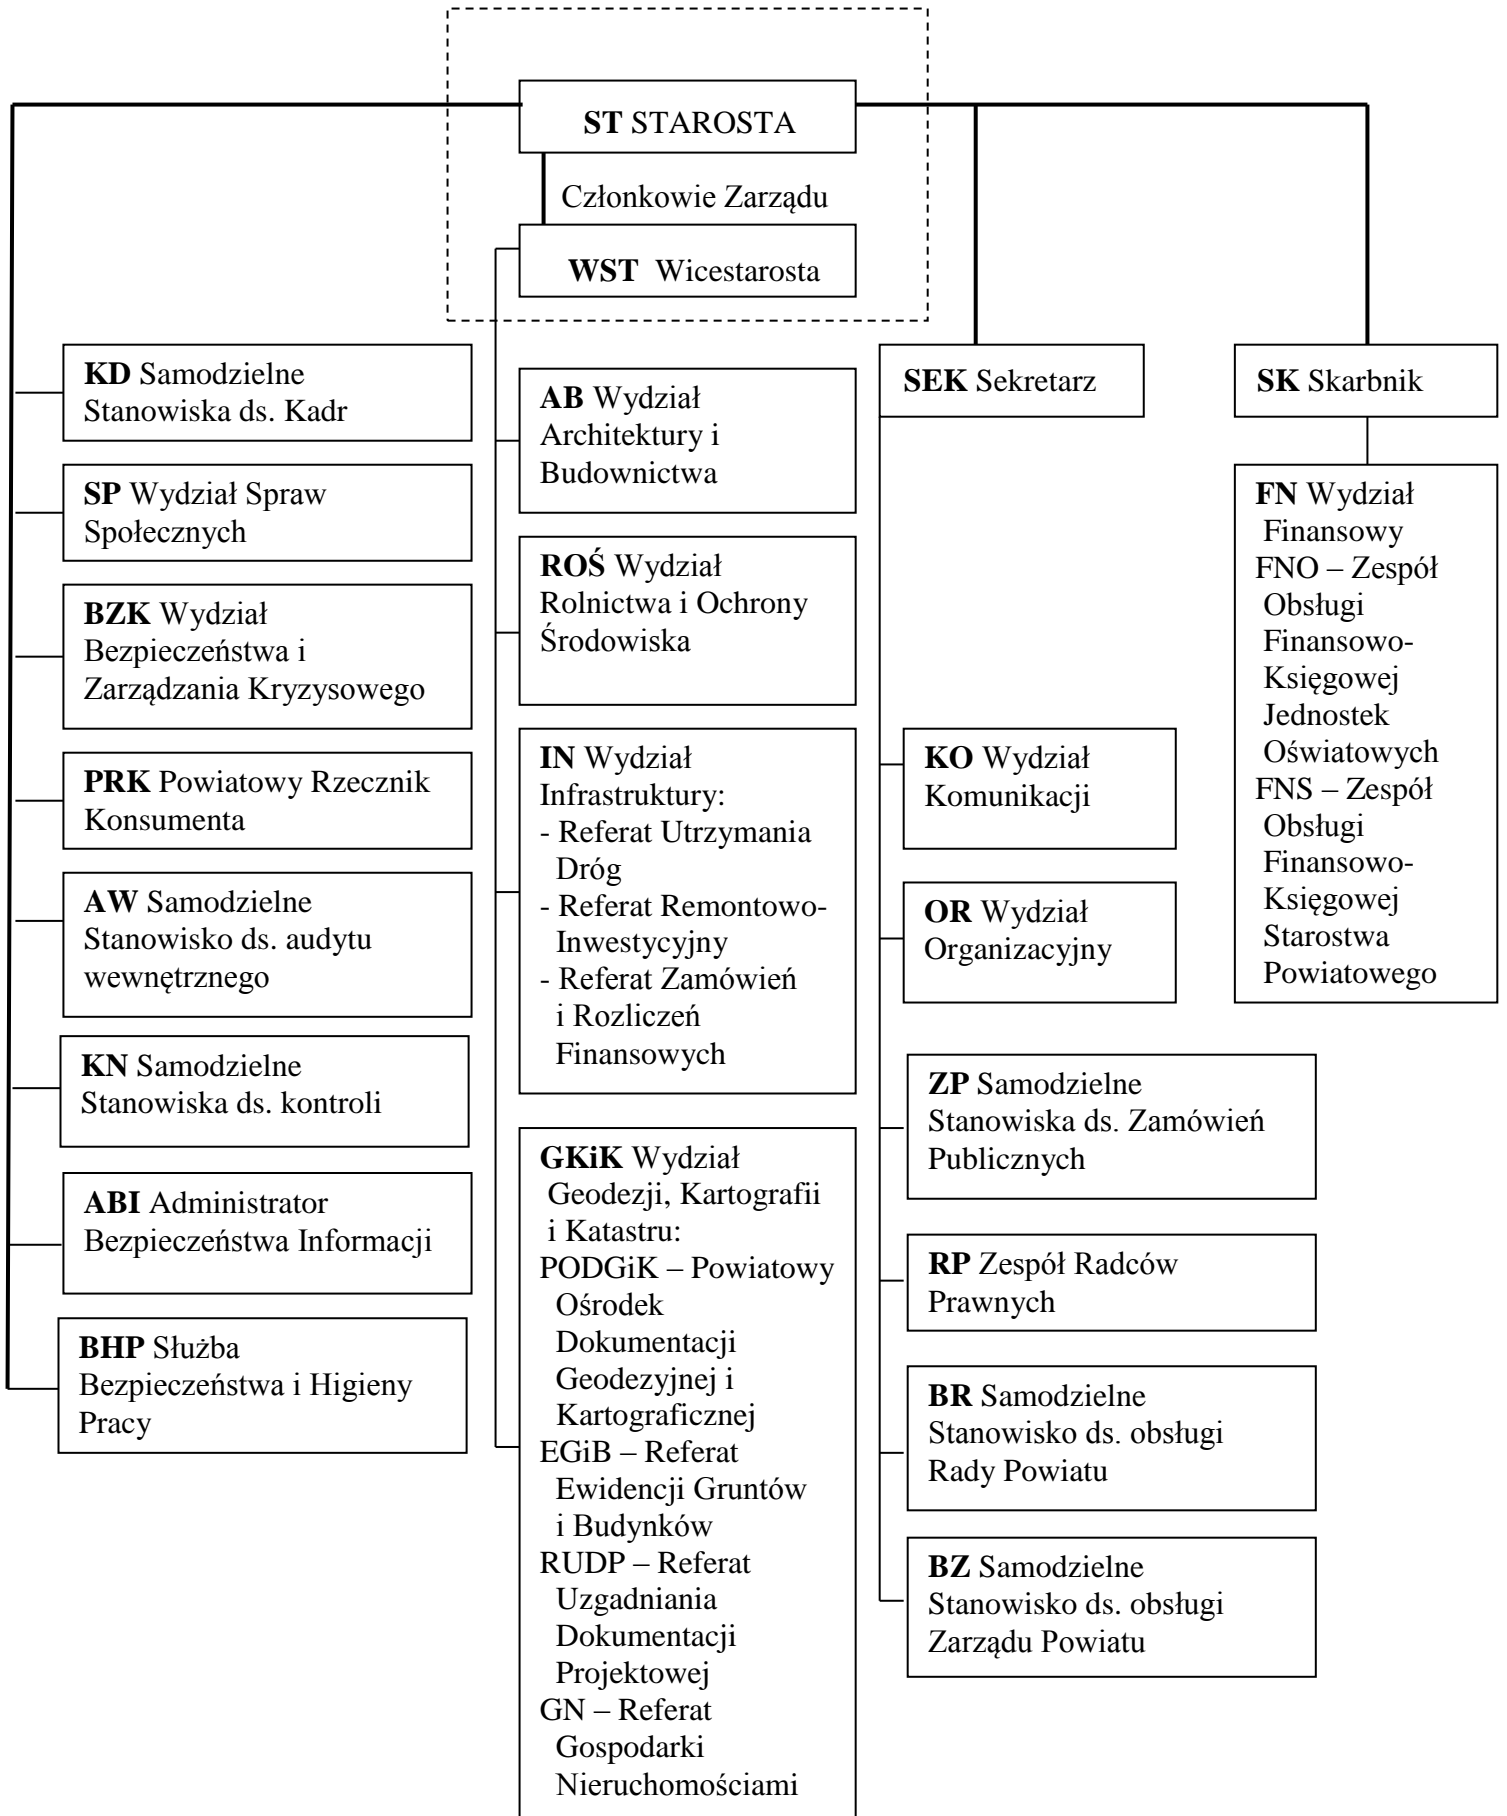 ST STAROSTA
Członkowie Zarządu
WST Wicestarosta
KD Samodzielne
Stanowiska ds. Kadr
SP Wydział Spraw
Społecznych
BZK Wydział
Bezpieczeństwa i
Zarządzania Kryzysowego
PRK Powiatowy Rzecznik
Konsumenta
AW Samodzielne
Stanowisko ds. audytu
wewnętrznego
KN Samodzielne
Stanowiska ds. kontroli
ABI Administrator
Bezpieczeństwa Informacji
BHP Służba
Bezpieczeństwa i Higieny
Pracy
AB Wydział
Architektury i
Budownictwa
ROŚ Wydział
Rolnictwa i Ochrony
Środowiska
IN Wydział
Infrastruktury:
- Referat Utrzymania
Dróg
- Referat Remontowo-
Inwestycyjny
- Referat Zamówień
i Rozliczeń
Finansowych
GKiK Wydział
Geodezji, Kartografii
i Katastru:
PODGiK – Powiatowy
Ośrodek
Dokumentacji
Geodezyjnej i
Kartograficznej
EGiB – Referat
Ewidencji Gruntów
i Budynków
RUDP – Referat
Uzgadniania
Dokumentacji
Projektowej
GN – Referat
Gospodarki
Nieruchomościami
SEK Sekretarz
KO Wydział
Komunikacji
OR Wydział
Organizacyjny
ZP Samodzielne
Stanowiska ds. Zamówień
Publicznych
RP Zespół Radców
Prawnych
BR Samodzielne
Stanowisko ds. obsługi
Rady Powiatu
BZ Samodzielne
Stanowisko ds. obsługi
Zarządu Powiatu
SK Skarbnik
FN Wydział
Finansowy
FNO – Zespół
Obsługi
Finansowo-
Księgowej
Jednostek
Oświatowych
FNS – Zespół
Obsługi
Finansowo-
Księgowej
Starostwa
Powiatowego